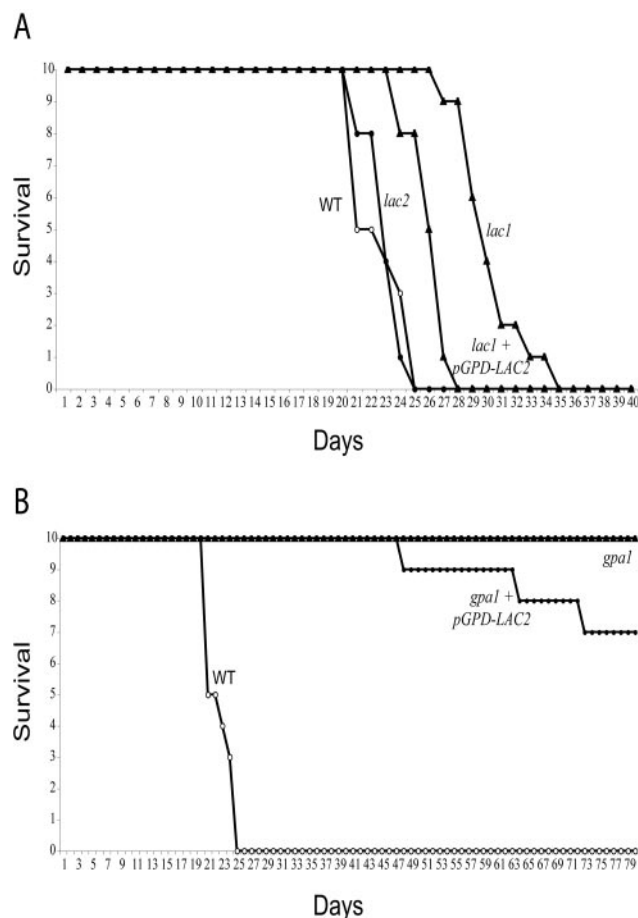 A
Survival
10
9
8
7
6
5
4
3
2
1
0
WT
lac2
lac1
lac1 +
pGPD-LAC2
1 2 3 4 5 6 7 8 9 10 11 12 13 14 15 16 17 18 19 20 21 22 23 24 25 26 27 28 29 30 31 32 33 34 35 36 37 38 39 40
Days
B
Survival
10
9
8
7
6
5
4
3
2
1
0
gpa1
gpa1 +
pGPD-LAC2
WT
1 3 5 7 9 11 13 15 17 19 21 23 25 27 29 31 33 35 37 39 41 43 45 47 49 51 53 55 57 59 61 63 65 67 69 71 73 75 77 79
Days